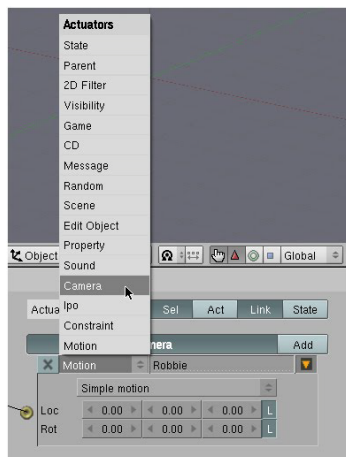 Actuators
State
Parent
2D Filter
Visibility
Game
CD
Message
Random
Scene
Edit Object
Property
Sound
Camera
Ipo
Constraint
Motion
Object Global
Actua Sel Act Link State
mera Add
Motion Robbie
Simple motion
Loc 0.00 0.00 0.00 L
Rot 0.00 0.00 0.00 L